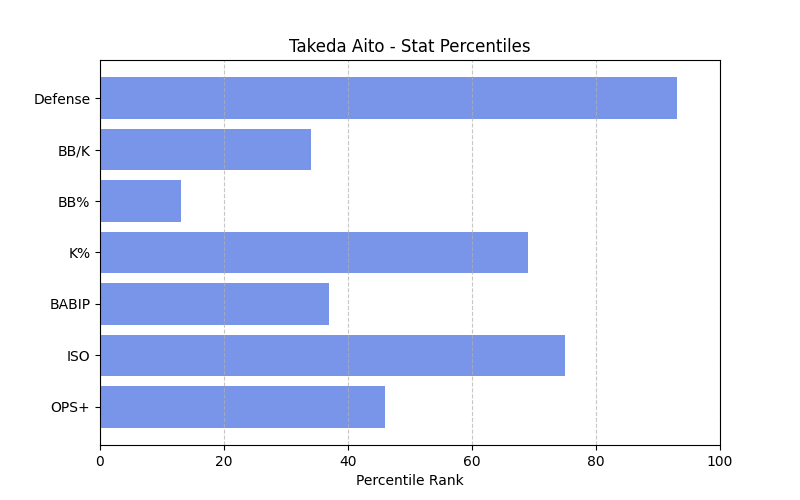 Takeda Aito - Stat Percentiles
Defense
BB/K
BB%
K%
BABIP
ISO
OPS+
0 20 40 60 80 100
Percentile Rank